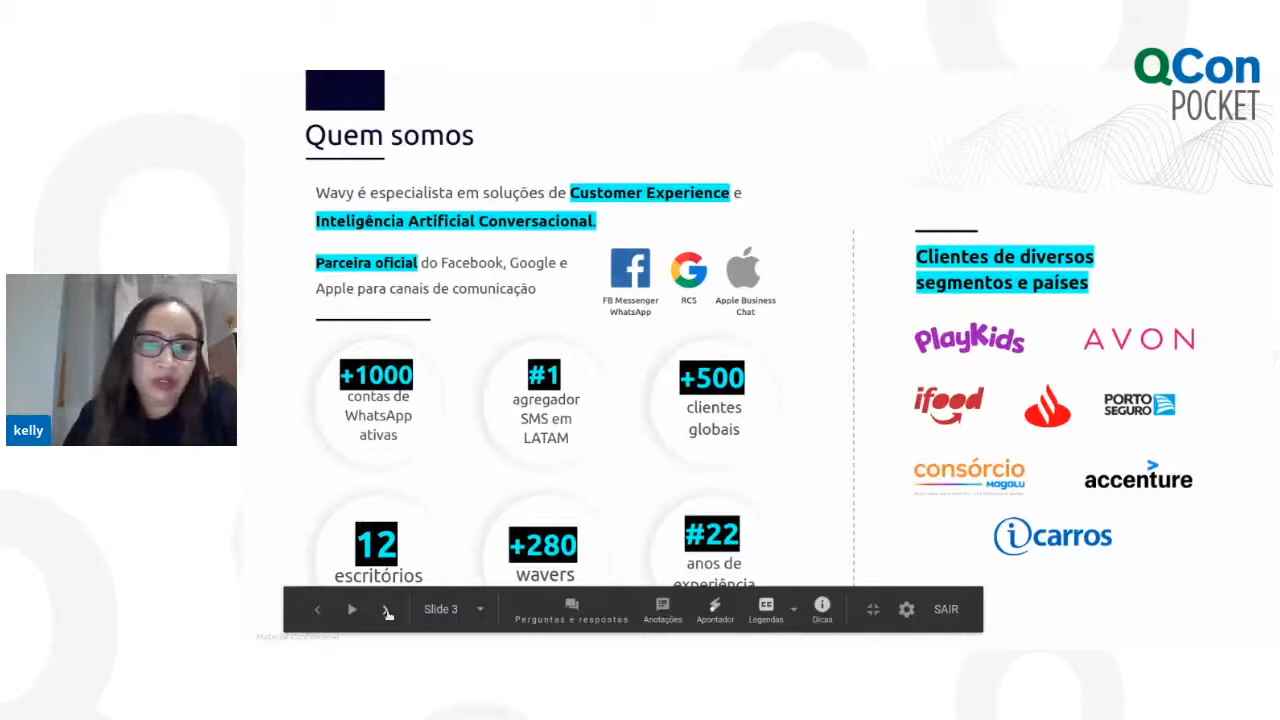 QCon
POCKET
Quem somos
Wavy é especialista em soluções de Customer Experience e
Inteligência Artificial Conversacional.
Parceira oficial do Facebook, Google e
Apple para canais de comunicação
FB Messenger
WhatsApp
RCS
Apple Business
Chat
+1000
contas de
WhatsApp
ativas
#1
agregador
SMS em
LATAM
+500
clientes
globais
12
escritórios
+280
wavers
#22
anos de
experiência
Clientes de diversos
segmentos e países
PlayKids
AVON
ifood
PORTO
SEGURO
consórcio
MAGALU
accenture
icarros
kelly
Slide 3
Perguntas e respostas
Anotações
Apontador
Legendas
Dicas
SAIR
Material Confidencial